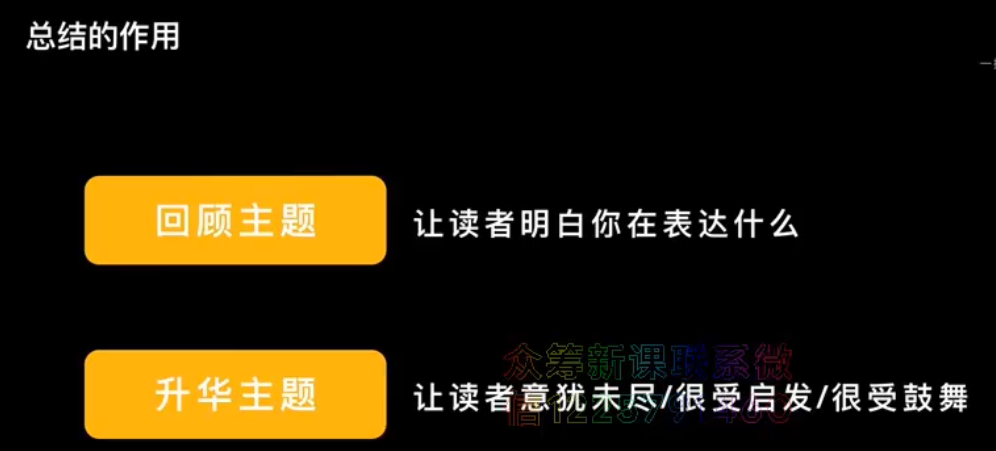 总结的作用
回顾主题 让读者明白你在表达什么
众筹新课联系微
升华主题 让读者意犹未尽/很受启发/很受鼓舞